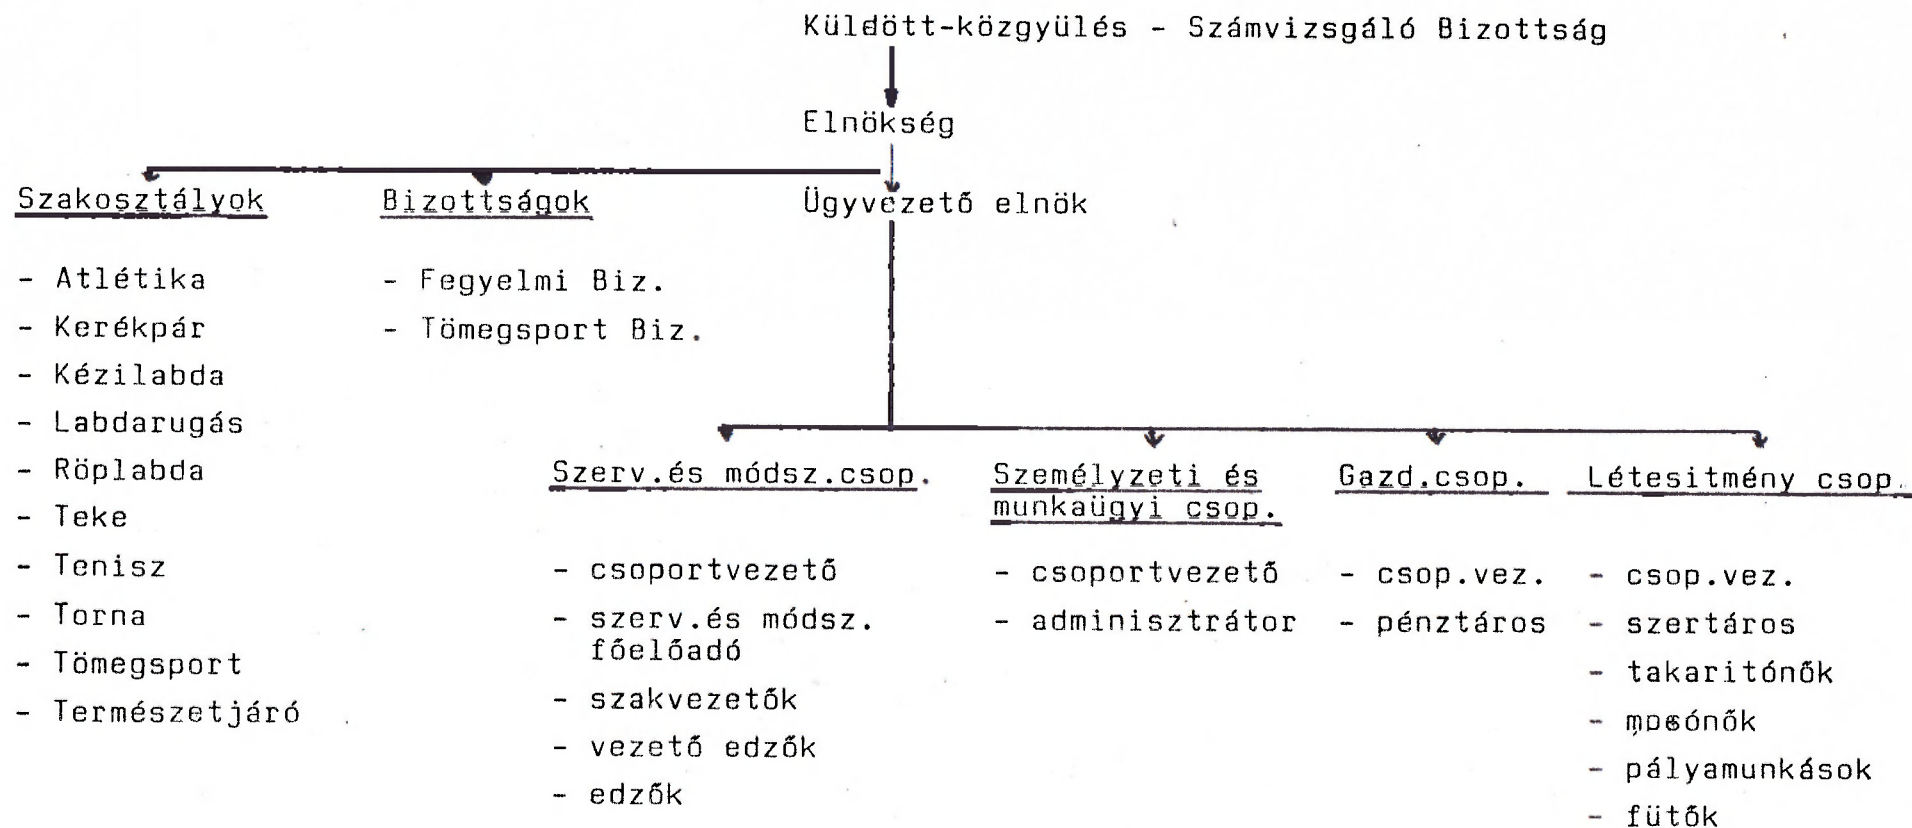 Küldött-közgyülés - Számvizsgáló Bizottság
Elnökség
Szakosztályok
Bizottságok
Ügyvezető elnök
- Atlétika
- Kerékpár
- Kézilabda
- Labdarugás
- Röplabda
- Teke
- Tenisz
- Torna
- Tömegsport
- Természetjáró
- Fegyelmi Biz.
- Tömegsport Biz.
Szerv.és módsz.csop.
- csoportvezető
- szerv.és módsz.
főelőadó
- szakvezetők
- vezető edzők
- edzők
Személyzeti és
munkaügyi csop.
- csoportvezető
- adminisztrátor
Gazd.csop.
- csop.vez.
- pénztáros
Létesitmény csop.
- csop.vez.
- szertáros
- takaritónők
- mosónők
- pályamunkások
- fütők